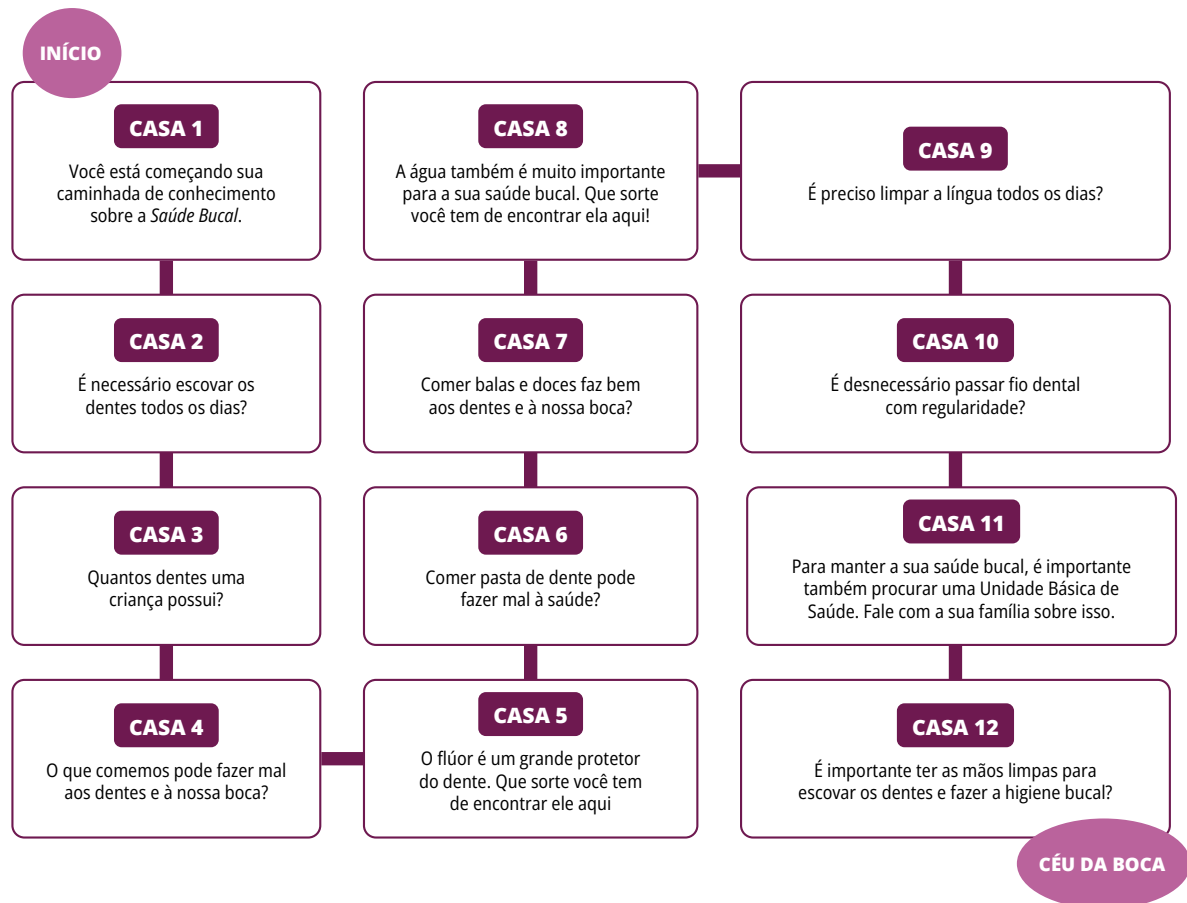 INÍCIO
CASA 1
Você está começando sua
caminhada de conhecimento
sobre a Saúde Bucal.
CASA 2
É necessário escovar os
dentes todos os dias?
CASA 3
Quantos dentes uma
criança possui?
CASA 4
O que comemos pode fazer mal
aos dentes e à nossa boca?
CASA 5
O flúor é um grande protetor
do dente. Que sorte você tem
de encontrar ele aqui
CASA 6
Comer pasta de dente pode
fazer mal à saúde?
CASA 7
Comer balas e doces faz bem
aos dentes e à nossa boca?
CASA 8
A água também é muito importante
para a sua saúde bucal. Que sorte
você tem de encontrar ela aqui!
CASA 9
É preciso limpar a língua todos os dias?
CASA 10
É desnecessário passar fio dental
com regularidade?
CASA 11
Para manter a sua saúde bucal, é importante
também procurar uma Unidade Básica de
Saúde. Fale com a sua família sobre isso.
CASA 12
É importante ter as mãos limpas para
escovar os dentes e fazer a higiene bucal?
CÉU DA BOCA